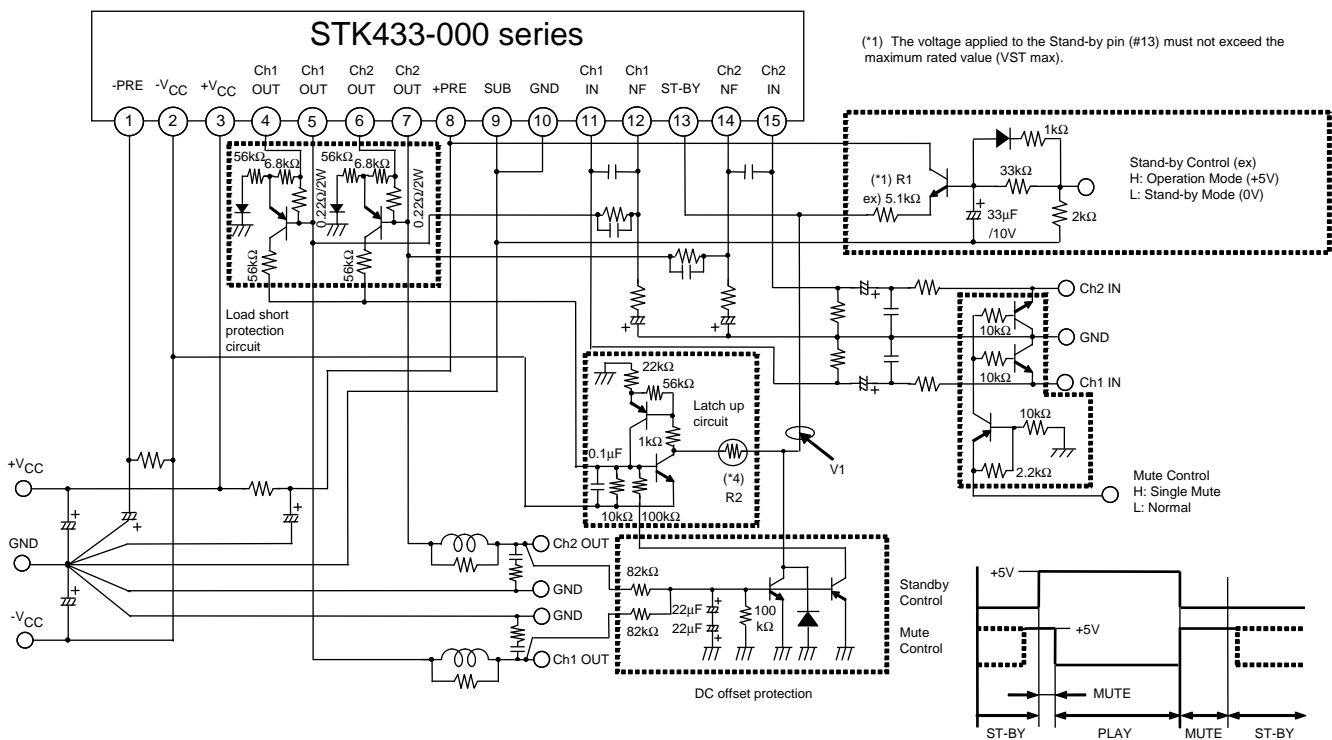 STK433-000 series
(*1) The voltage applied to the Stand-by pin (#13) must not exceed the
maximum rated value (VST max).
-PRE
-VCC
+VCC
Ch1
OUT
Ch1
OUT
Ch2
OUT
Ch2
OUT
+PRE
SUB
GND
Ch1
IN
Ch1
NF
ST-BY
Ch2
NF
Ch2
IN
1
2
3
4
5
6
7
8
9
10
11
12
13
14
15
56kΩ
6.8kΩ
0.22Ω/2W
56kΩ
56kΩ
6.8kΩ
0.22Ω/2W
56kΩ
Load short
protection
circuit
1kΩ
(*1) R1
ex) 5.1kΩ
33kΩ
33µF
/10V
2kΩ
Stand-by Control (ex)
H: Operation Mode (+5V)
L: Stand-by Mode (0V)
Ch2 IN
10kΩ
GND
10kΩ
Ch1 IN
10kΩ
2.2kΩ
Mute Control
H: Single Mute
L: Normal
22kΩ
56kΩ
Latch up
circuit
1kΩ
0.1µF
(*4)
R2
10kΩ
100kΩ
V1
+VCC
GND
-VCC
+
+
+
+
+
+
+
+
+
Ch2 OUT
GND
GND
Ch1 OUT
82kΩ
82kΩ
22µF
22µF
+
+
100
kΩ
DC offset protection
Standby
Control
Mute
Control
+5V
+5V
MUTE
ST-BY
PLAY
MUTE
ST-BY